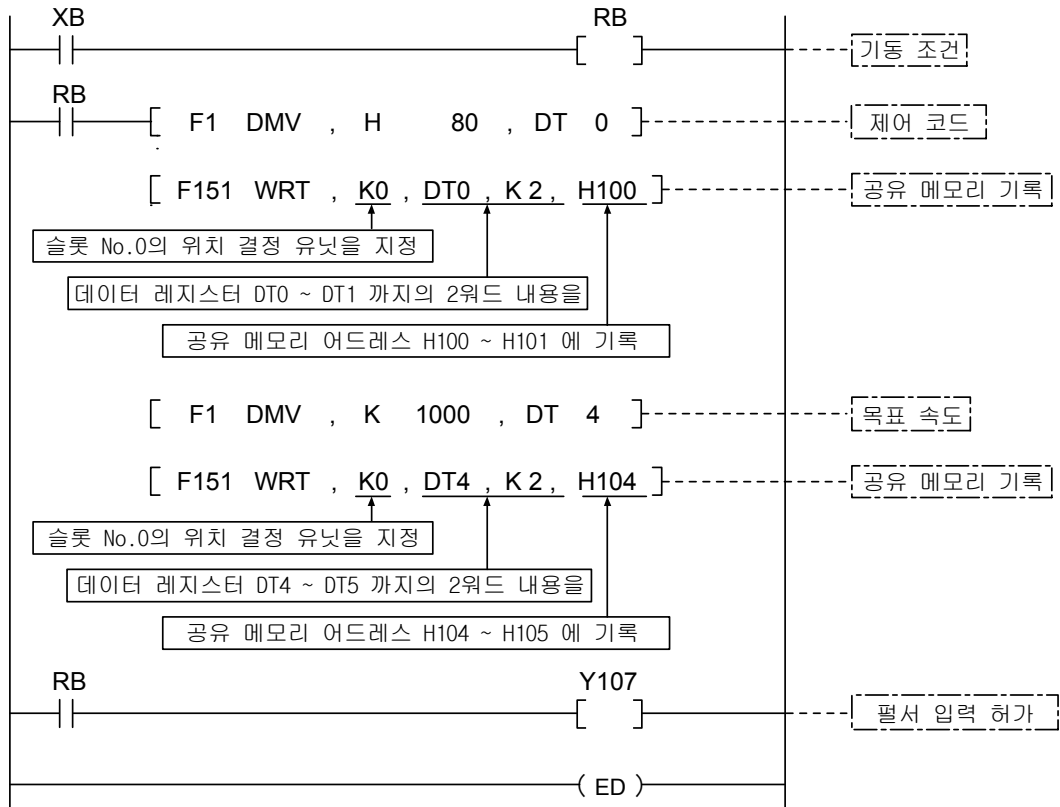 XB RB
기동 조건
RB
[ F1 DMV , H 80 , DT 0 ] 제어 코드
[ F151 WRT , K0 , DT0 , K 2 , H100 ] 공유 메모리 기록
슬롯 No.0의 위치 결정 유닛을 지정
데이터 레지스터 DT0 ~ DT1 까지의 2워드 내용을
공유 메모리 어드레스 H100 ~ H101 에 기록
[ F1 DMV , K 1000 , DT 4 ] 목표 속도
[ F151 WRT , K0 , DT4 , K 2 , H104 ] 공유 메모리 기록
슬롯 No.0의 위치 결정 유닛을 지정
데이터 레지스터 DT4 ~ DT5 까지의 2워드 내용을
공유 메모리 어드레스 H104 ~ H105 에 기록
RB Y107
[ ] 펄서 입력 허가
( ED )